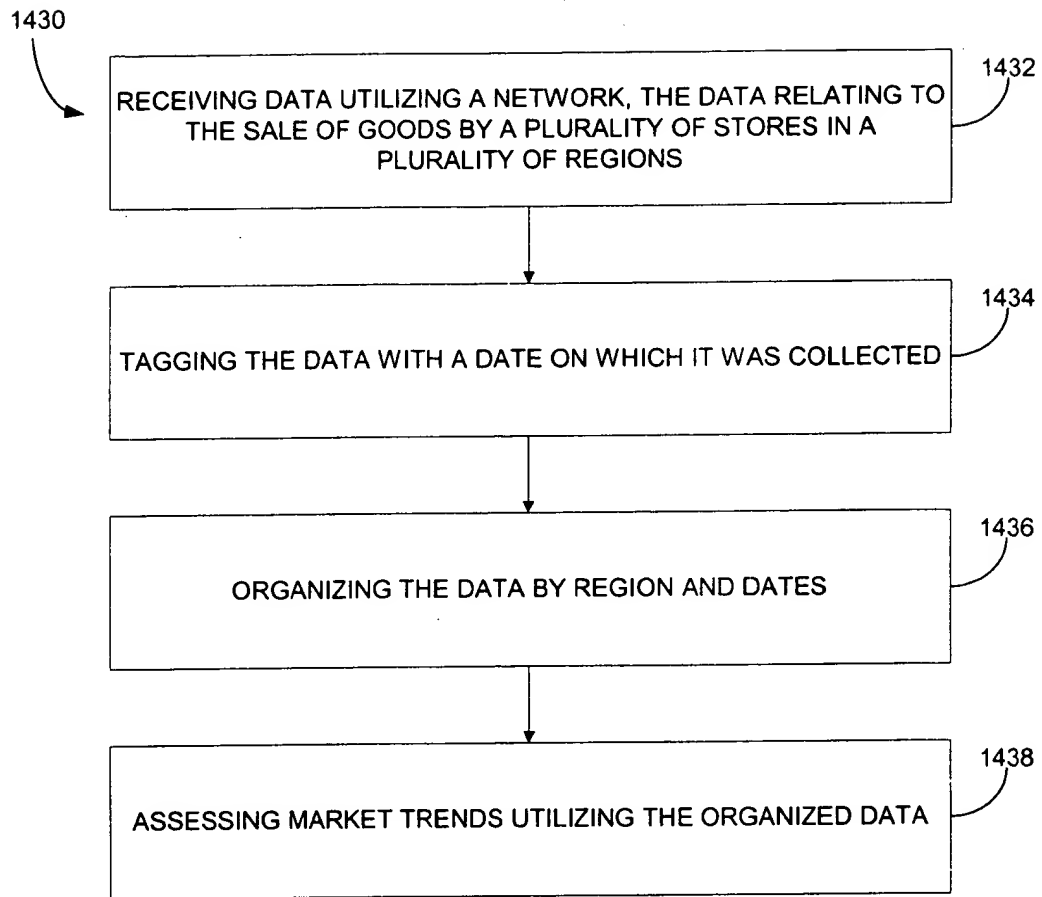 1430
1432
RECEIVING DATA UTILIZING A NETWORK, THE DATA RELATING TO
THE SALE OF GOODS BY A PLURALITY OF STORES IN A
PLURALITY OF REGIONS
1434
TAGGING THE DATA WITH A DATE ON WHICH IT WAS COLLECTED
1436
ORGANIZING THE DATA BY REGION AND DATES
1438
ASSESSING MARKET TRENDS UTILIZING THE ORGANIZED DATA